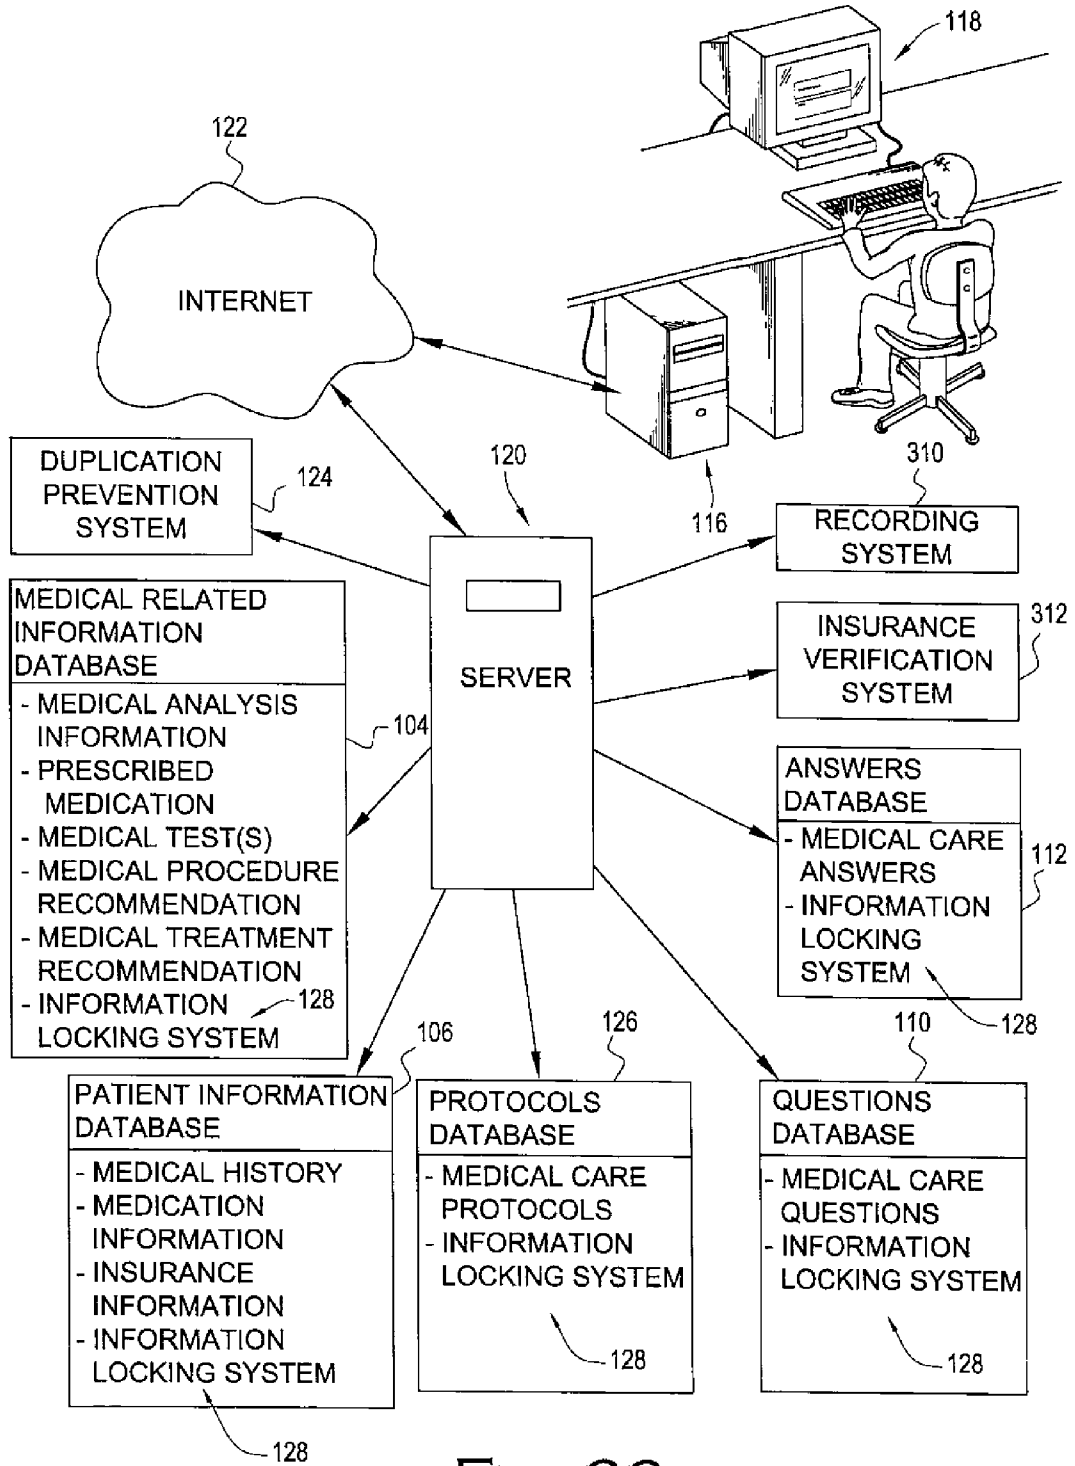 118
122
INTERNET
116
DUPLICATION
PREVENTION
SYSTEM
124
120
SERVER
310
RECORDING
SYSTEM
INSURANCE
VERIFICATION
SYSTEM
312
MEDICAL RELATED
INFORMATION
DATABASE
- MEDICAL ANALYSIS
INFORMATION
- PRESCRIBED
MEDICATION
- MEDICAL TEST(S)
- MEDICAL PROCEDURE
RECOMMENDATION
- MEDICAL TREATMENT
RECOMMENDATION
- INFORMATION
LOCKING SYSTEM
128
104
ANSWERS
DATABASE
- MEDICAL CARE
ANSWERS
- INFORMATION
LOCKING
SYSTEM
112
128
106
PATIENT INFORMATION
DATABASE
- MEDICAL HISTORY
- MEDICATION
INFORMATION
- INSURANCE
INFORMATION
- INFORMATION
LOCKING SYSTEM
128
126
PROTOCOLS
DATABASE
- MEDICAL CARE
PROTOCOLS
- INFORMATION
LOCKING SYSTEM
128
110
QUESTIONS
DATABASE
- MEDICAL CARE
QUESTIONS
- INFORMATION
LOCKING SYSTEM
128